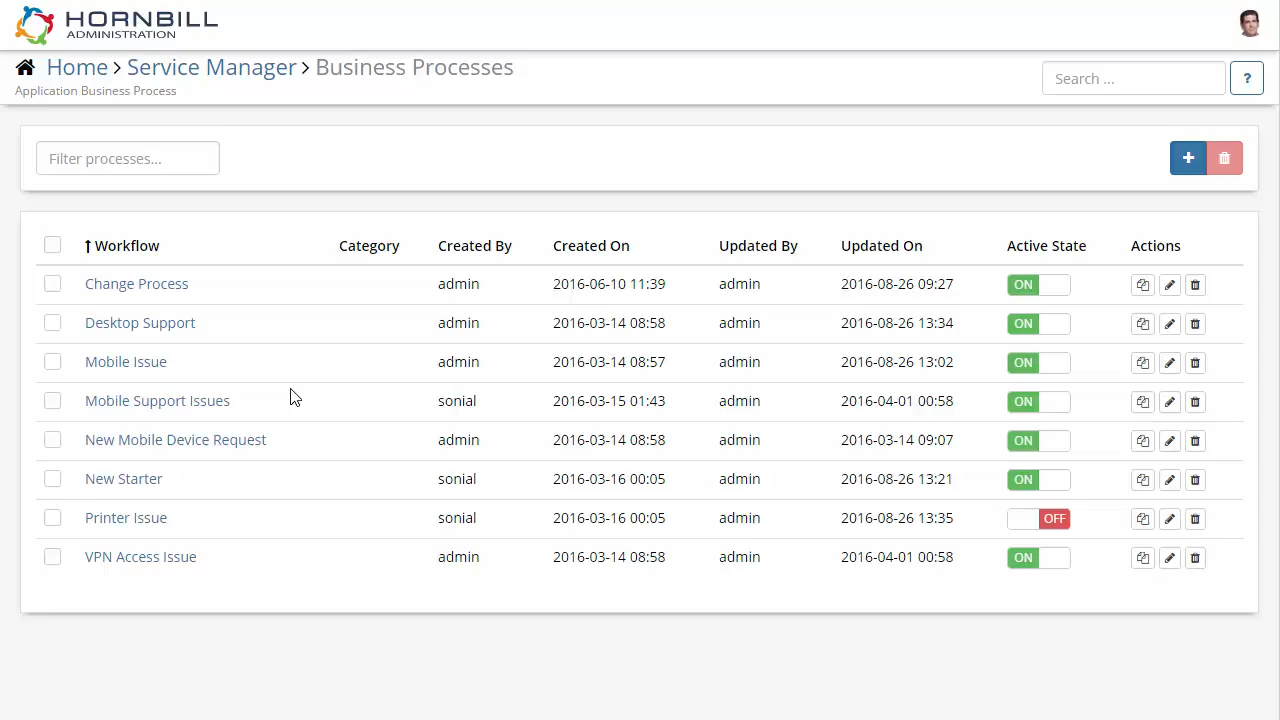 HORNBILL
ADMINISTRATION
Home > Service Manager > Business Processes
Application Business Process
Search ...
?
Filter processes...
Workflow Category Created By Created On Updated By Updated On Active State Actions
Change Process admin 2016-06-10 11:39 admin 2016-08-26 09:27 ON
Desktop Support admin 2016-03-14 08:58 admin 2016-08-26 13:34 ON
Mobile Issue admin 2016-03-14 08:57 admin 2016-08-26 13:02 ON
Mobile Support Issues sonial 2016-03-15 01:43 admin 2016-04-01 00:58 ON
New Mobile Device Request admin 2016-03-14 08:58 admin 2016-03-14 09:07 ON
New Starter sonial 2016-03-16 00:05 admin 2016-08-26 13:21 ON
Printer Issue sonial 2016-03-16 00:05 admin 2016-08-26 13:35 OFF
VPN Access Issue admin 2016-03-14 08:58 admin 2016-04-01 00:58 ON